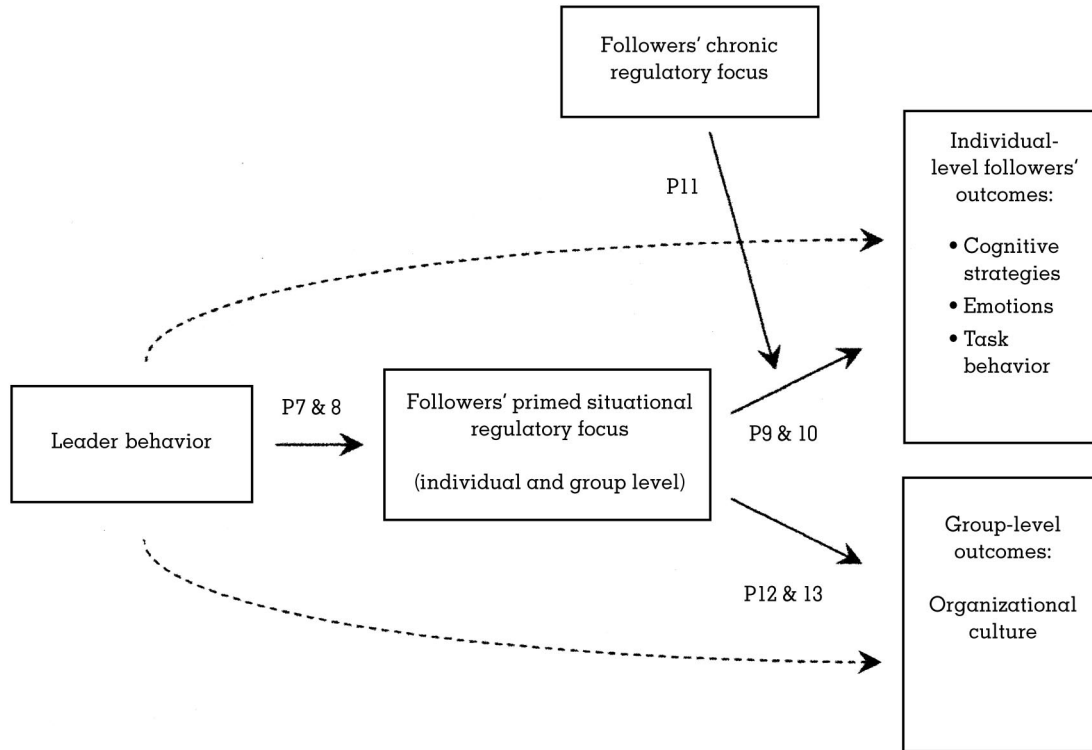 Followers’ chronic
regulatory focus
Individual-
level followers’
outcomes:
• Cognitive
strategies
• Emotions
• Task
behavior
P11
P7 & 8
Leader behavior
Followers’ primed situational
regulatory focus
(individual and group level)
P9 & 10
P12 & 13
Group-level
outcomes:
Organizational
culture